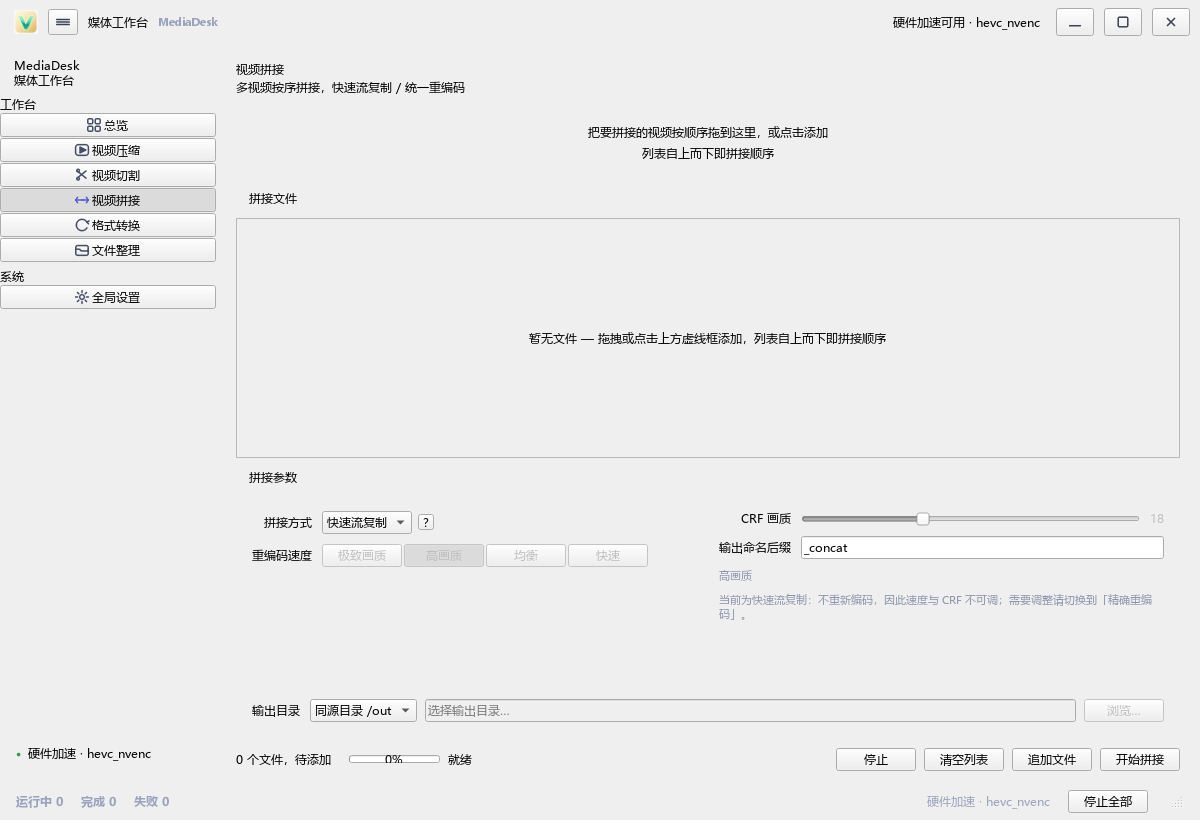 媒体工作台 MediaDesk
硬件加速可用 · hevc_nvenc
MediaDesk
媒体工作台
工作台
总览
视频压缩
视频切割
视频拼接
格式转换
文件整理
系统
全局设置
硬件加速 · hevc_nvenc
视频拼接
多视频按序拼接，快速流复制 / 统一重编码
把要拼接的视频按顺序拖到这里，或点击添加
列表自上而下即拼接顺序
拼接文件
暂无文件 — 拖拽或点击上方虚线框添加，列表自上而下即拼接顺序
拼接参数
拼接方式 快速流复制 ?
重编码速度 极致画质 高画质 均衡 快速
CRF 画质 18
输出命名后缀 _concat
高画质
当前为快速流复制：不重新编码，因此速度与 CRF 不可调；需要调整请切换到「精确重编
码」。
输出目录 同源目录 /out 选择输出目录... 浏览...
0 个文件，待添加 0% 就绪
停止 清空列表 追加文件 开始拼接
运行中 0 完成 0 失败 0
硬件加速 · hevc_nvenc 停止全部